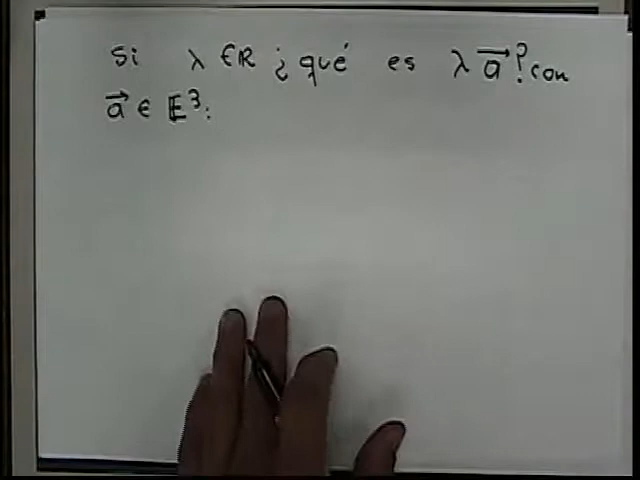 Si λ ∈ ℝ ¿qué es λ a⃗? con
a⃗ ∈ E³: